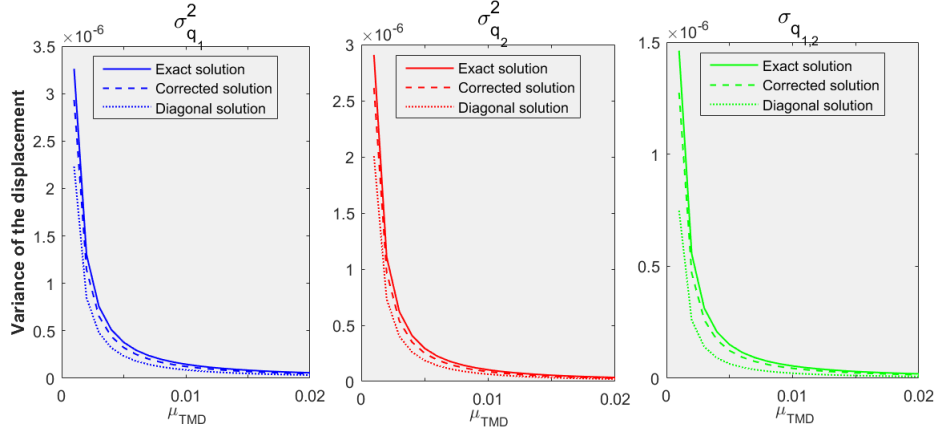 σ²q₁
×10⁻⁶
3.5
3
2.5
2
1.5
1
0.5
0
Variance of the displacement
Exact solution
Corrected solution
Diagonal solution
0
0.01
0.02
μTMD
σ²q₂
×10⁻⁶
3
2.5
2
1.5
1
0.5
0
Exact solution
Corrected solution
Diagonal solution
0
0.01
0.02
μTMD
σq₁,₂
×10⁻⁶
1.5
1
0.5
0
Exact solution
Corrected solution
Diagonal solution
0
0.01
0.02
μTMD